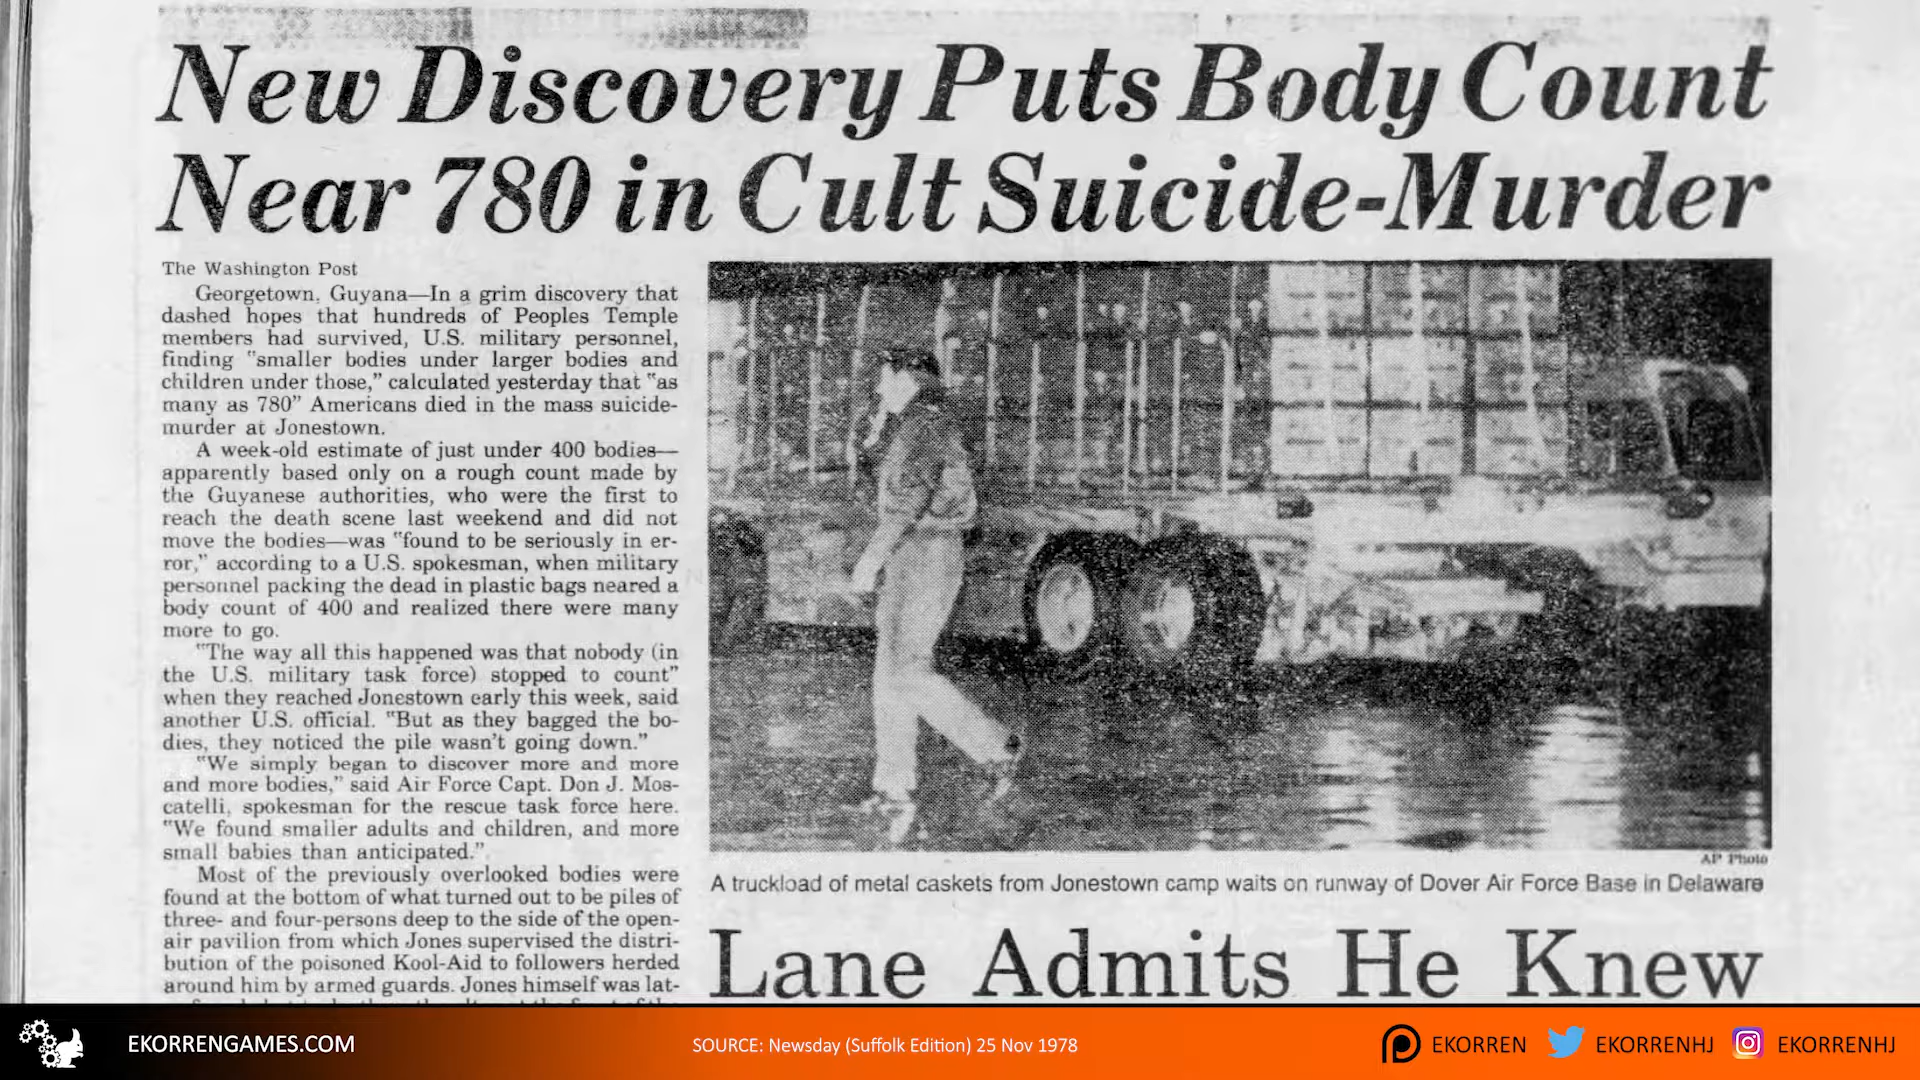 New Discovery Puts Body Count
Near 780 in Cult Suicide-Murder
The Washington Post
Georgetown, Guyana—In a grim discovery that
dashed hopes that hundreds of Peoples Temple
members had survived, U.S. military personnel,
finding "smaller bodies under larger bodies and
children under those," calculated yesterday that "as
many as 780" Americans died in the mass suicide-
murder at Jonestown.
A week-old estimate of just under 400 bodies—
apparently based only on a rough count made by
the Guyanese authorities, who were the first to
reach the death scene last weekend and did not
move the bodies—was "found to be seriously in er-
ror," according to a U.S. spokesman, when military
personnel packing the dead in plastic bags neared a
body count of 400 and realized there were many
more to go.
"The way all this happened was that nobody (in
the U.S. military task force) stopped to count"
when they reached Jonestown early this week, said
another U.S. official. "But as they bagged the bo-
dies, they noticed the pile wasn't going down."
"We simply began to discover more and more
and more bodies," said Air Force Capt. Don J. Mos-
catelli, spokesman for the rescue task force here.
"We found smaller adults and children, and more
small babies than anticipated."
Most of the previously overlooked bodies were
found at the bottom of what turned out to be piles of
three- and four-persons deep to the side of the open-
air pavilion from which Jones supervised the distri-
bution of the poisoned Kool-Aid to followers herded
around him by armed guards. Jones himself was lat-
AP Photo
A truckload of metal caskets from Jonestown camp waits on runway of Dover Air Force Base in Delaware
Lane Admits He Knew
EKORRENGAMES.COM
SOURCE: Newsday (Suffolk Edition) 25 Nov 1978
EKORREN
EKORRENHJ
EKORRENHJ